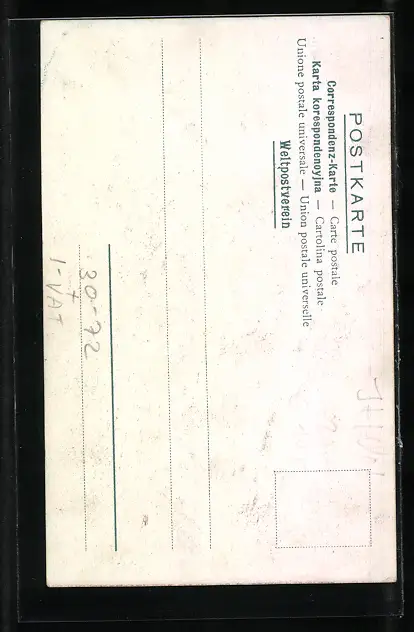 POSTKARTE
Correspondenz-Karte — Carte postale
Karta korespondencyjna — Cartolina postale
Unione postale universale — Union postale universelle
Weltpostverein
30-72
+
1-VAT